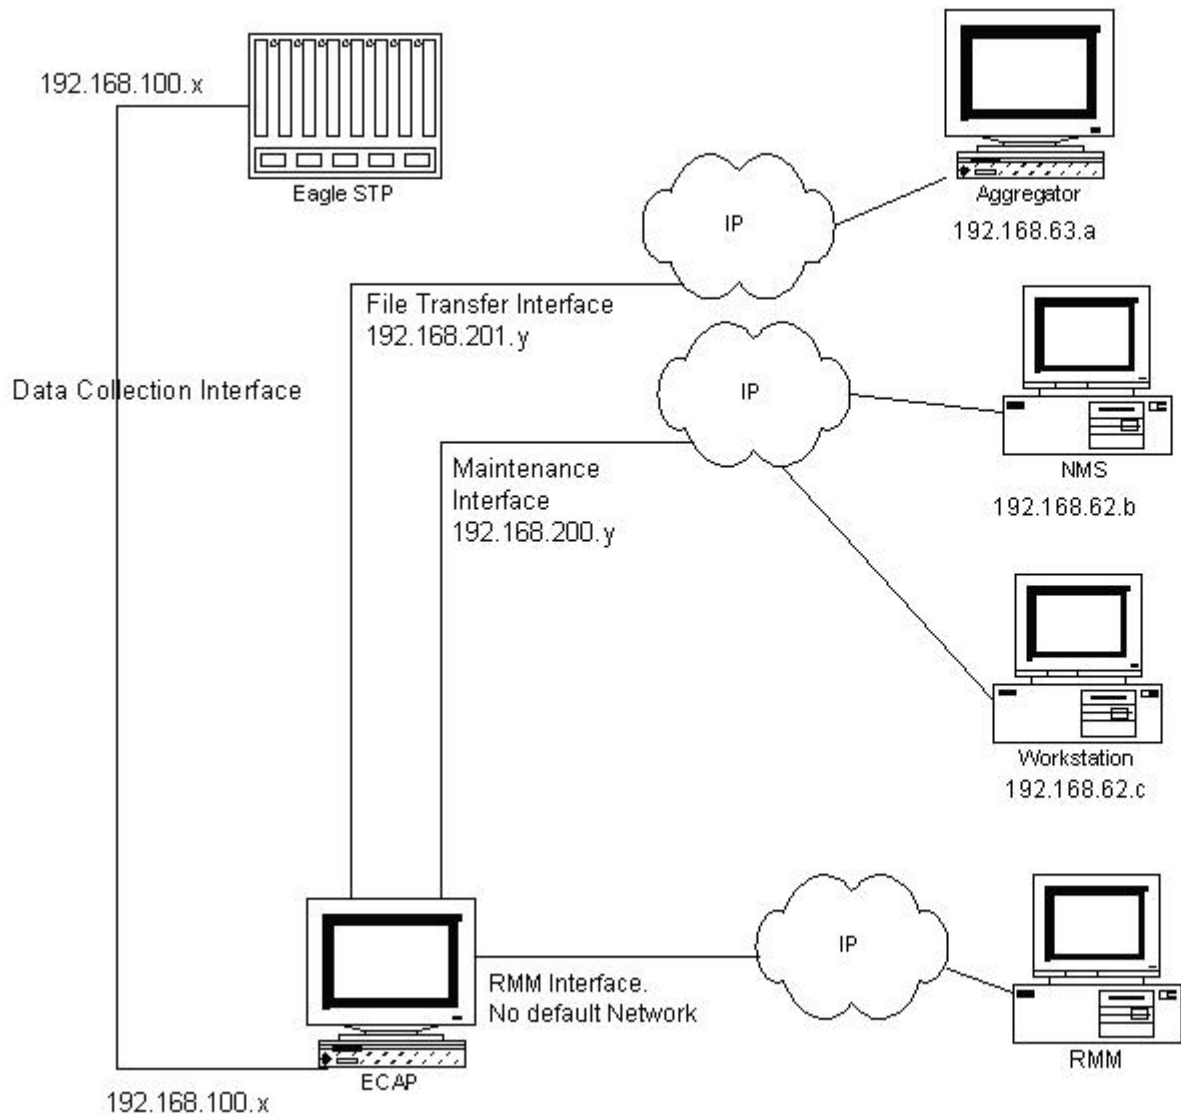 192.168.100.x
Eagle STP
IP
Aggregator
192.168.63.a
File Transfer Interface
192.168.201.y
Data Collection Interface
IP
NMS
192.168.62.b
Maintenance
Interface
192.168.200.y
Workstation
192.168.62.c
IP
RMM Interface.
No default Network
RMM
ECAP
192.168.100.x